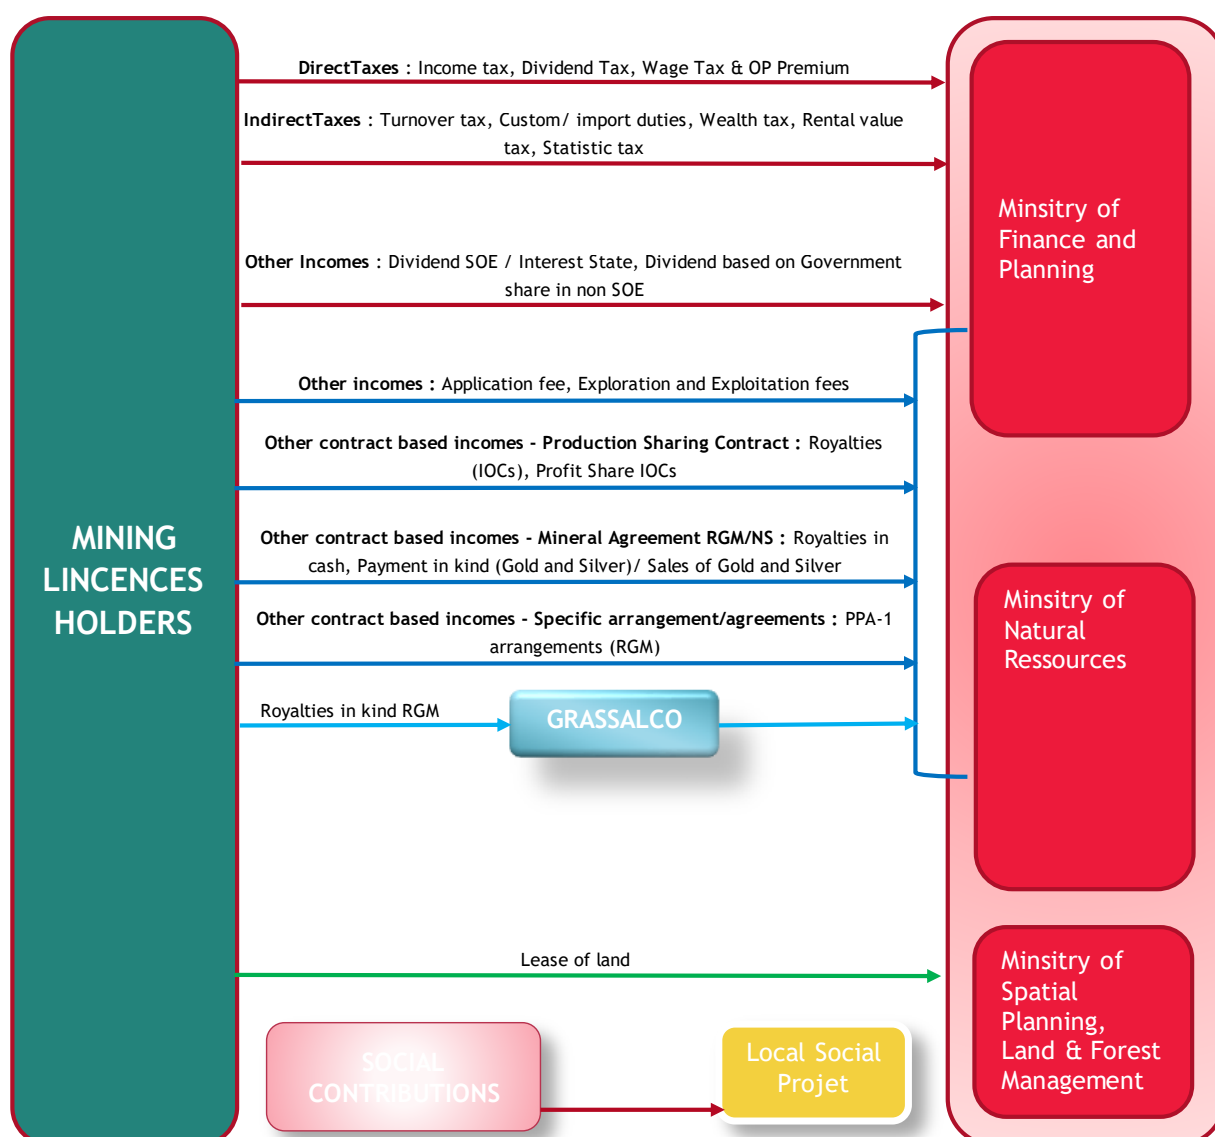 DirectTaxes : Income tax, Dividend Tax, Wage Tax & OP Premium
IndirectTaxes : Turnover tax, Custom/ import duties, Wealth tax, Rental value
tax, Statistic tax
Other Incomes : Dividend SOE / Interest State, Dividend based on Government
share in non SOE
Minsitry of
Finance and
Planning
Other incomes : Application fee, Exploration and Exploitation fees
Other contract based incomes - Production Sharing Contract : Royalties
(IOCs), Profit Share IOCs
MINING
LINCENCES
HOLDERS
Other contract based incomes - Mineral Agreement RGM/NS : Royalties in
cash, Payment in kind (Gold and Silver)/ Sales of Gold and Silver
Other contract based incomes - Specific arrangement/agreements : PPA-1
arrangements (RGM)
Minsitry of
Natural
Ressources
Royalties in kind RGM
GRASSALCO
Lease of land
Minsitry of
Spatial
Planning,
Land & Forest
Management
SOCIAL
CONTRIBUTIONS
Local Social
Projet